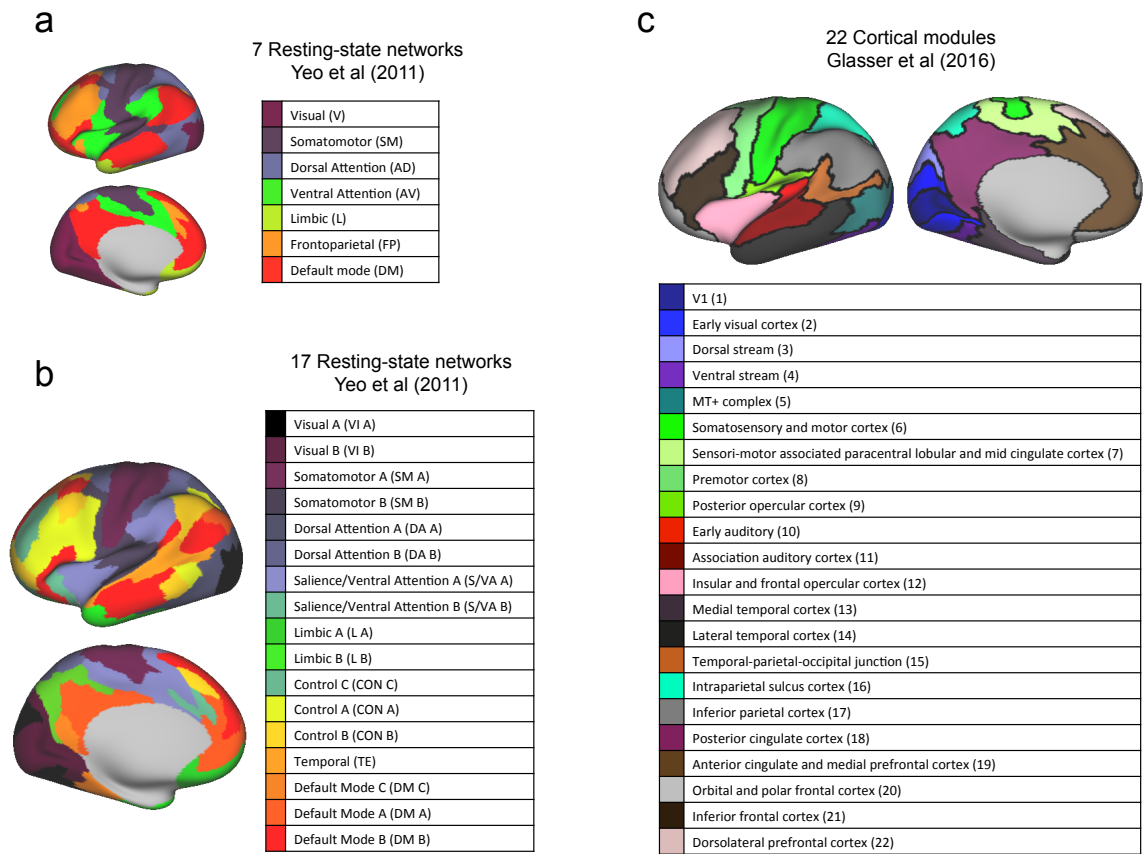 a
7 Resting-state networks
Yeo et al (2011)
Visual (V)
Somatomotor (SM)
Dorsal Attention (AD)
Ventral Attention (AV)
Limbic (L)
Frontoparietal (FP)
Default mode (DM)
b
17 Resting-state networks
Yeo et al (2011)
Visual A (VI A)
Visual B (VI B)
Somatomotor A (SM A)
Somatomotor B (SM B)
Dorsal Attention A (DA A)
Dorsal Attention B (DA B)
Salience/Ventral Attention A (S/VA A)
Salience/Ventral Attention B (S/VA B)
Limbic A (L A)
Limbic B (L B)
Control C (CON C)
Control A (CON A)
Control B (CON B)
Temporal (TE)
Default Mode C (DM C)
Default Mode A (DM A)
Default Mode B (DM B)
c
22 Cortical modules
Glasser et al (2016)
V1 (1)
Early visual cortex (2)
Dorsal stream (3)
Ventral stream (4)
MT+ complex (5)
Somatosensory and motor cortex (6)
Sensori-motor associated paracentral lobular and mid cingulate cortex (7)
Premotor cortex (8)
Posterior opercular cortex (9)
Early auditory (10)
Association auditory cortex (11)
Insular and frontal opercular cortex (12)
Medial temporal cortex (13)
Lateral temporal cortex (14)
Temporal-parietal-occipital junction (15)
Intraparietal sulcus cortex (16)
Inferior parietal cortex (17)
Posterior cingulate cortex (18)
Anterior cingulate and medial prefrontal cortex (19)
Orbital and polar frontal cortex (20)
Inferior frontal cortex (21)
Dorsolateral prefrontal cortex (22)